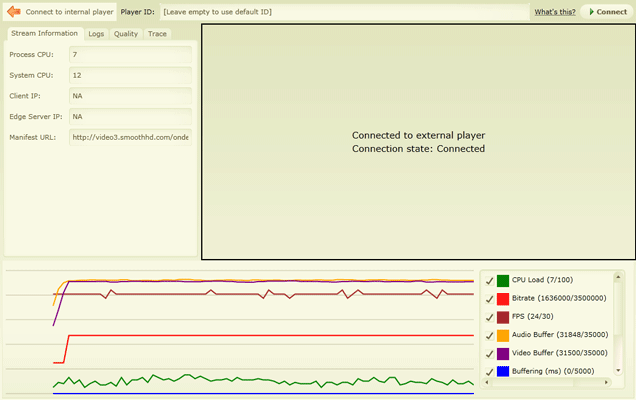 Connect to internal player Player ID: [Leave empty to use default ID] What's this? Connect
Stream Information Logs Quality Trace
Process CPU: 7
System CPU: 12
Client IP: NA
Edge Server IP: NA
Manifest URL: http://video3.smoothhd.com/onde
Connected to external player
Connection state: Connected
CPU Load (7/100)
Bitrate (1636000/3500000)
FPS (24/30)
Audio Buffer (31848/35000)
Video Buffer (31500/35000)
Buffering (ms) (0/5000)